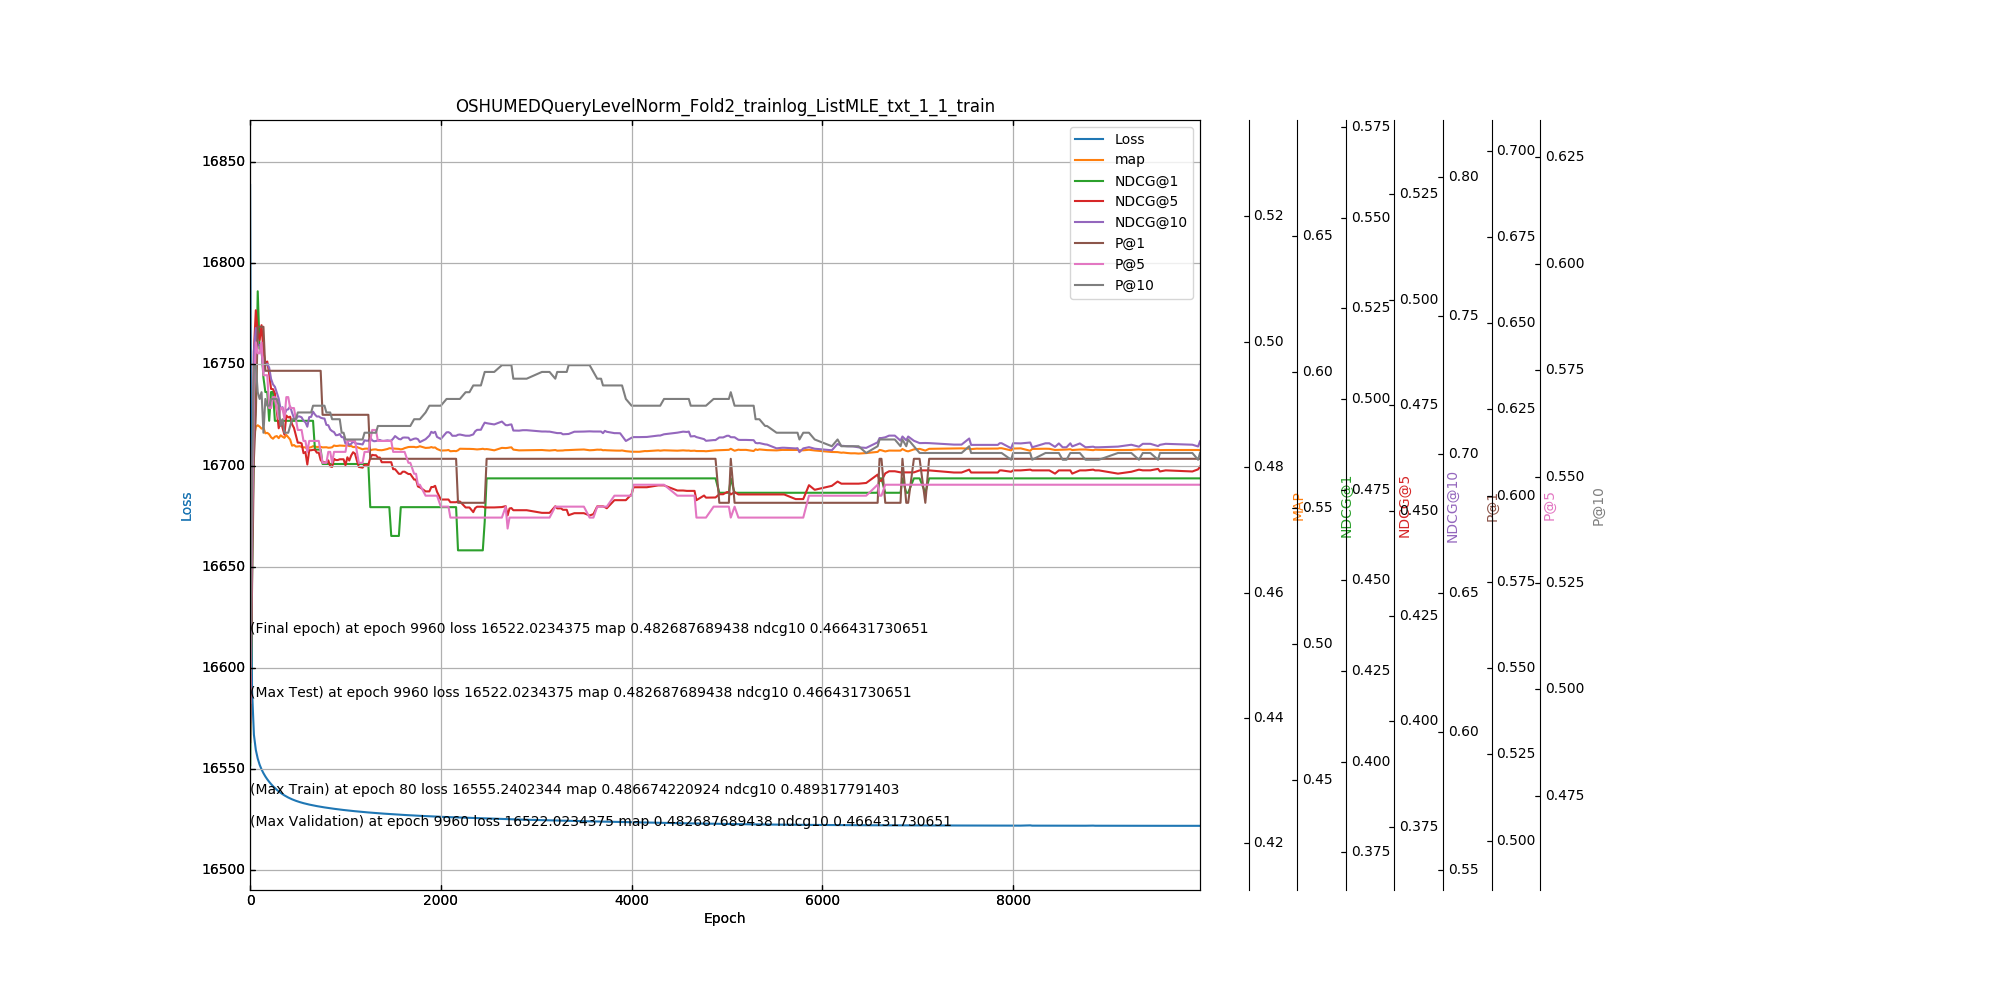 OSHUMEDQueryLevelNorm_Fold2_trainlog_ListMLE_txt_1_1_train
Loss
map
NDCG@1
NDCG@5
NDCG@10
P@1
P@5
P@10
16850
16800
16750
16700
16650
16600
16550
16500
Loss
(Final epoch) at epoch 9960 loss 16522.0234375 map 0.482687689438 ndcg10 0.466431730651
(Max Test) at epoch 9960 loss 16522.0234375 map 0.482687689438 ndcg10 0.466431730651
(Max Train) at epoch 80 loss 16555.2402344 map 0.486674220924 ndcg10 0.489317791403
(Max Validation) at epoch 9960 loss 16522.0234375 map 0.482687689438 ndcg10 0.466431730651
0 2000 4000 6000 8000
Epoch
0.52
0.50
0.48
0.46
0.44
0.42
MAP
0.65
0.60
0.55
0.50
0.45
NDCG@1
0.575
0.550
0.525
0.500
0.475
0.450
0.425
0.400
0.375
NDCG@5
0.525
0.500
0.475
0.450
0.425
0.400
0.375
NDCG@10
0.80
0.75
0.70
0.65
0.60
0.55
P@1
0.700
0.675
0.650
0.625
0.600
0.575
0.550
0.525
0.500
P@5
0.625
0.600
0.575
0.550
0.525
0.500
0.475
P@10